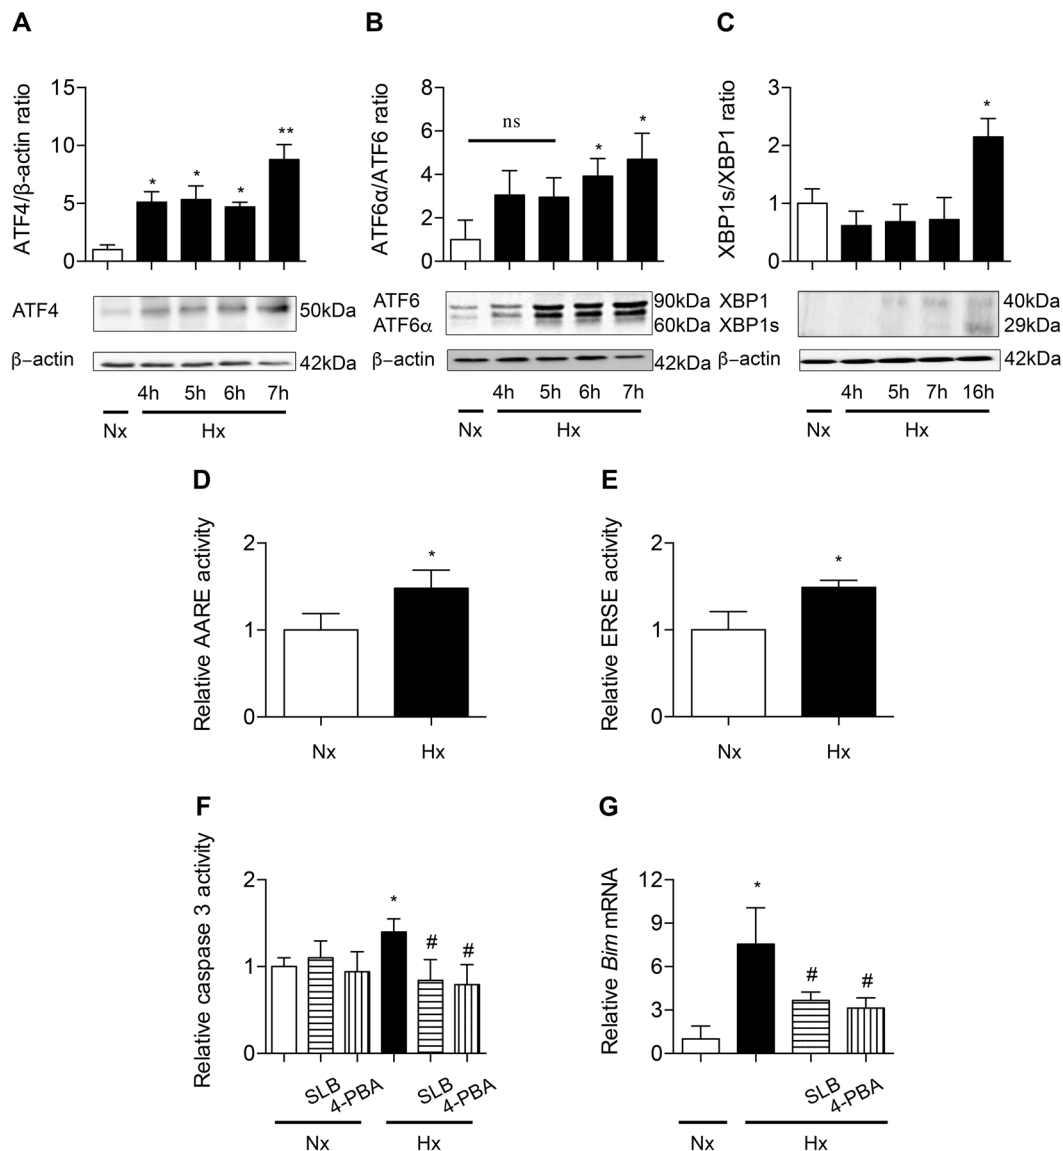 A
B
C
ATF4/β-actin ratio
15
10
5
0
*
*
*
**
ATF6α/ATF6 ratio
8
6
4
2
0
ns
*
*
XBP1s/XBP1 ratio
3
2
1
0
*
ATF4
50kDa
β−actin
42kDa
4h 5h 6h 7h
Nx Hx
ATF6
90kDa
ATF6α
60kDa
β−actin
42kDa
4h 5h 6h 7h
Nx Hx
XBP1
40kDa
XBP1s
29kDa
β−actin
42kDa
4h 5h 7h 16h
Nx Hx
D
Relative AARE activity
2
1
0
*
Nx Hx
E
Relative ERSE activity
2
1
0
*
Nx Hx
F
Relative caspase 3 activity
2
1
0
*
#
#
SLB 4-PBA SLB 4-PBA
Nx Hx
G
Relative Bim mRNA
12
9
6
3
0
*
#
#
SLB 4-PBA
Nx Hx